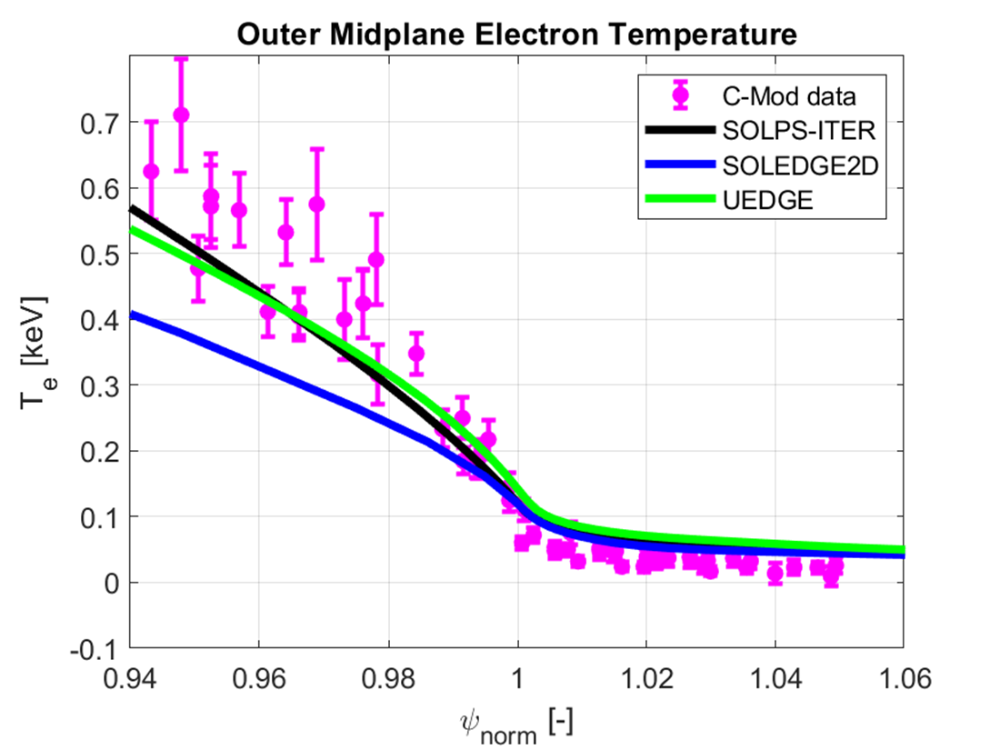 Outer Midplane Electron Temperature
C-Mod data
SOLPS-ITER
SOLEDGE2D
UEDGE
0.7
0.6
0.5
0.4
0.3
0.2
0.1
0
-0.1
T_e [keV]
0.94 0.96 0.98 1 1.02 1.04 1.06
ψ_norm [-]